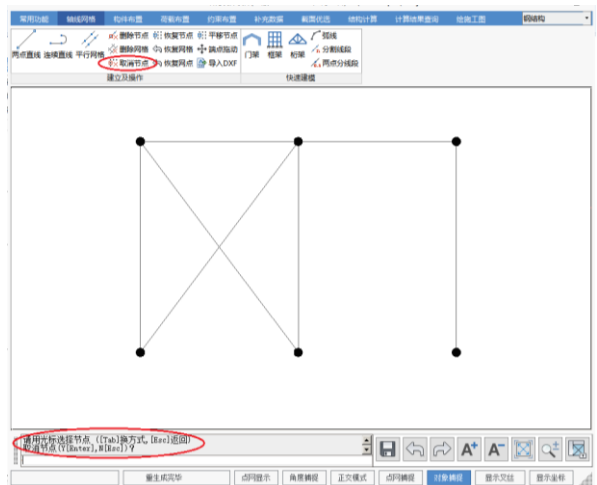 常用功能 轴线网格 构件布置 荷载布置 约束布置 补充数据 截面优选 结构计算 计算结果查询 绘施工图 钢结构
删除节点 恢复节点 平移节点 弧线
两点直线 连续直线 平行网格 删除网格 恢复网格 端点拖动 门架 框架 桁架 分割线段
取消节点 恢复网点 导入DXF 两点分线段
建立及操作 快速建模
请用光标选择节点 ([Tab]换方式,[Esc]返回)
取消节点(Y[Enter],N[Esc])?
A+ A-
重生成完毕 点网显示 角度捕捉 正交模式 点网捕捉 对象捕捉 显示叉丝 显示坐标